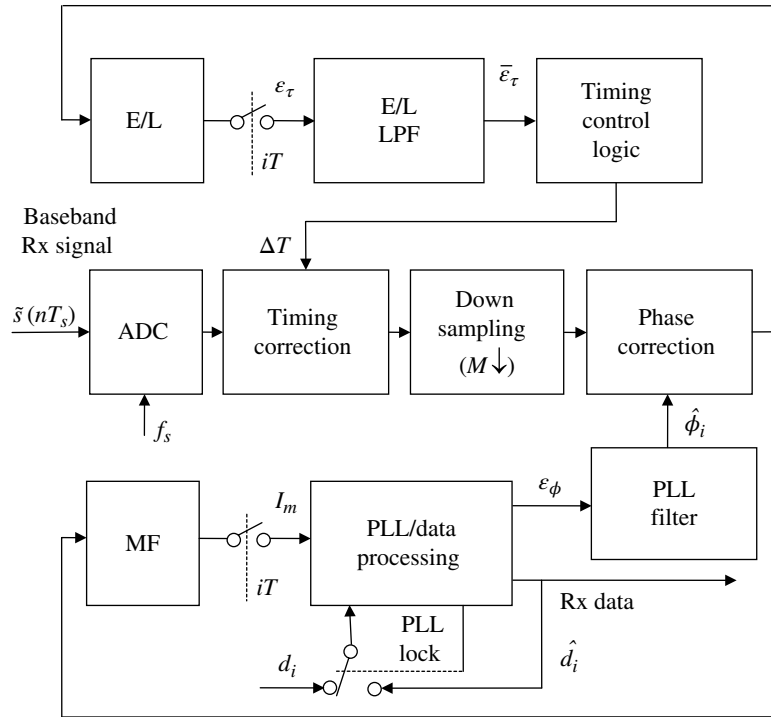 E/L
ε_τ
iT
E/L
LPF
ε̅_τ
Timing
control
logic
Baseband
Rx signal
s̃ (nT_s)
ADC
f_s
ΔT
Timing
correction
Down
sampling
(M ↓)
Phase
correction
ϕ̂_i
MF
I_m
iT
PLL/data
processing
ε_ϕ
PLL
filter
Rx data
PLL
lock
d_i
d̂_i